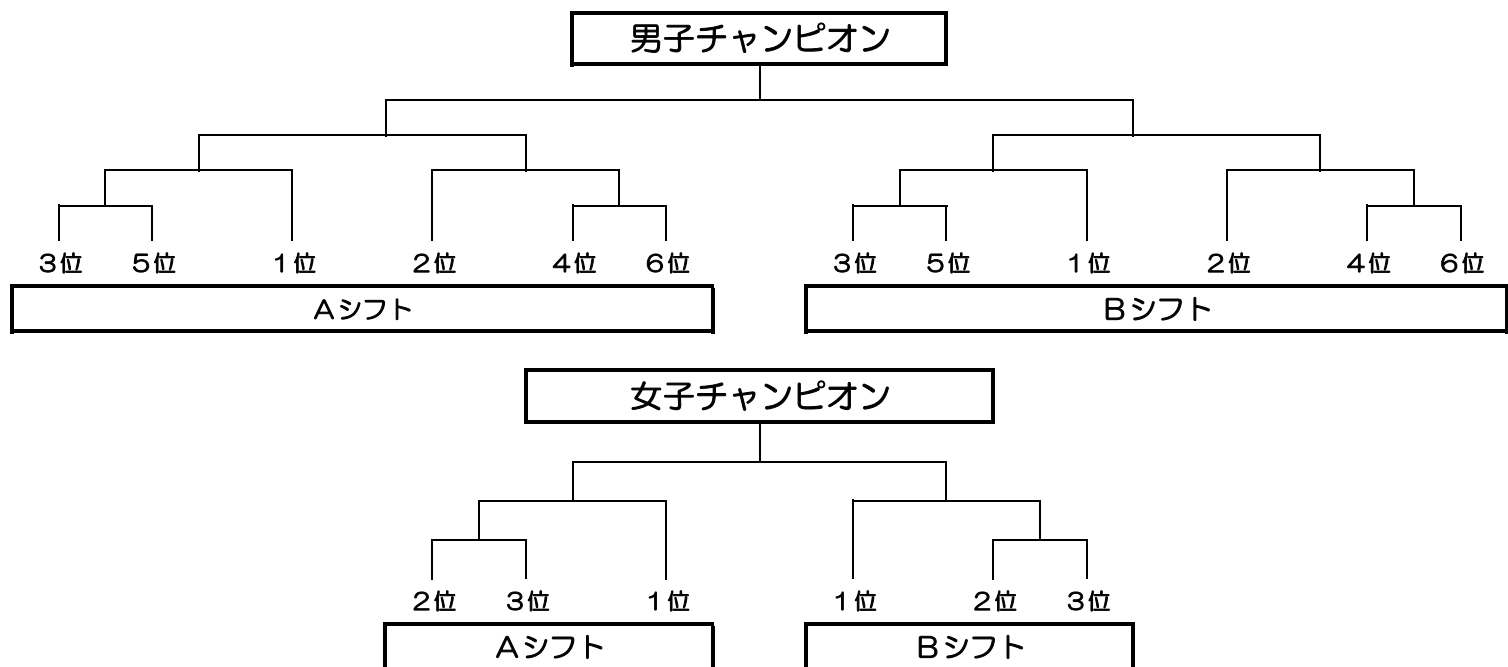 男子チャンピオン
3位 5位 1位 2位 4位 6位 3位 5位 1位 2位 4位 6位
Aシフト Bシフト
女子チャンピオン
2位 3位 1位 1位 2位 3位
Aシフト Bシフト